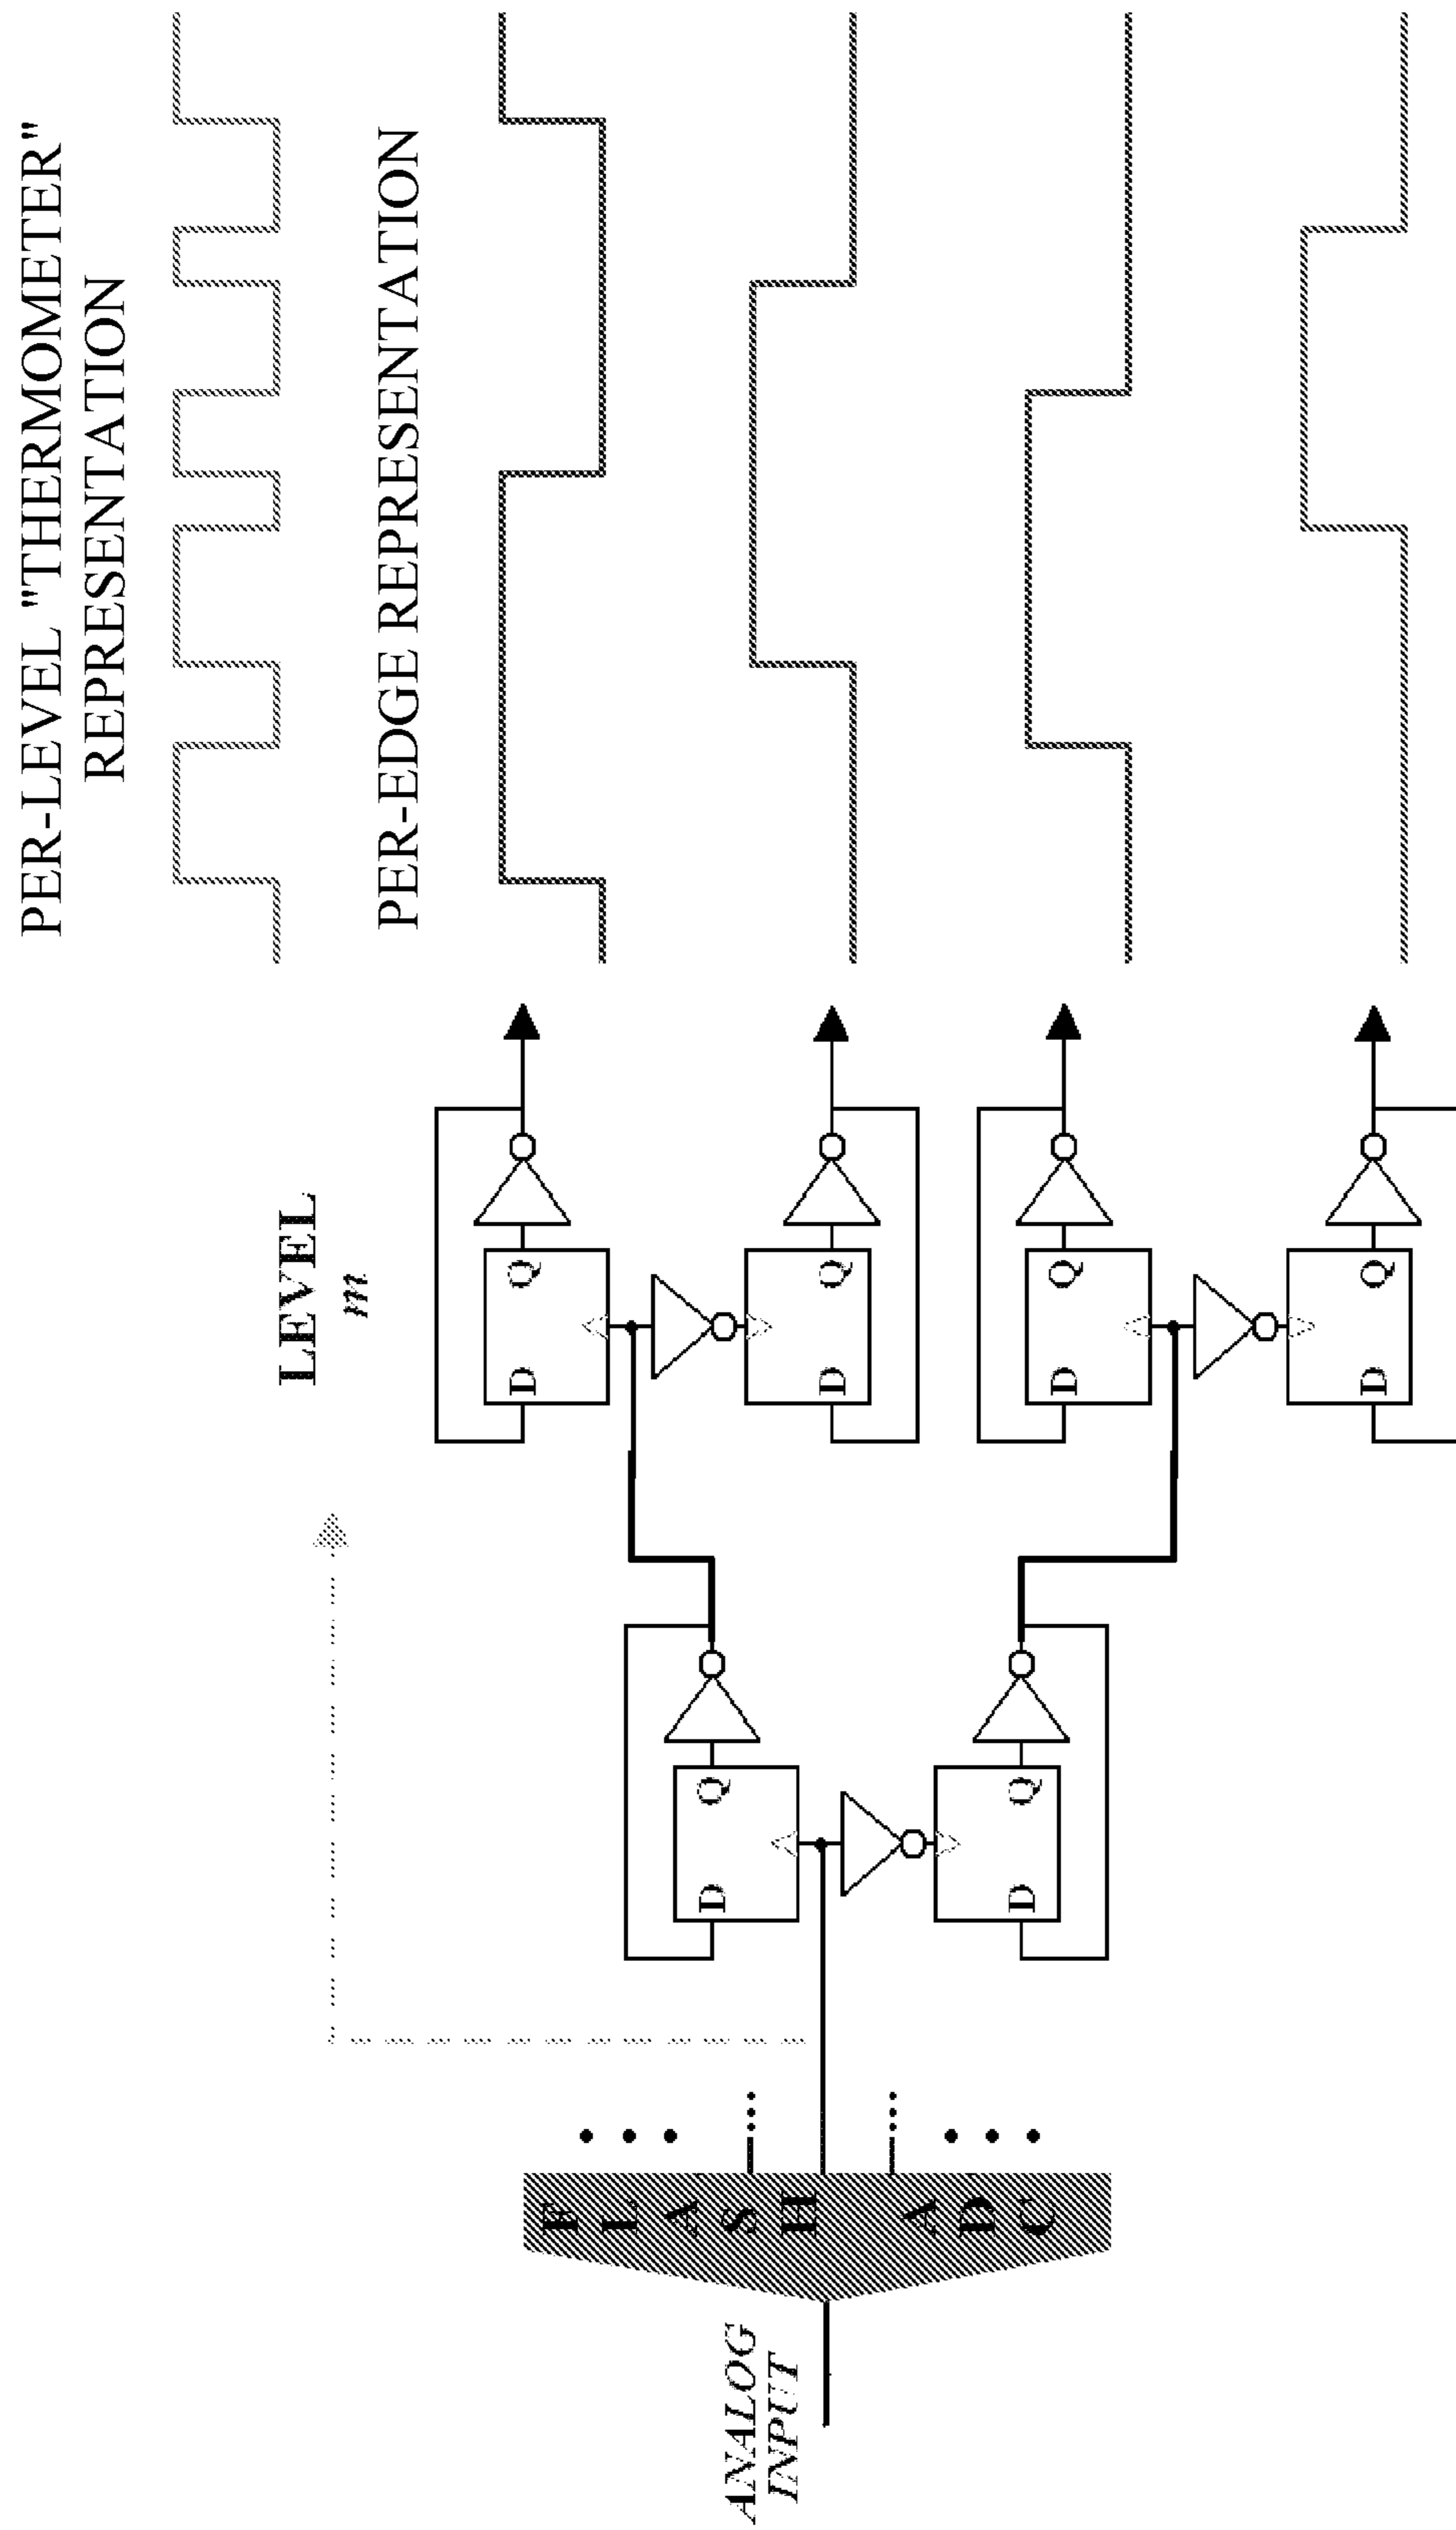 PER-LEVEL "THERMOMETER"
REPRESENTATION
PER-EDGE REPRESENTATION
LEVEL
m
D Q
D Q
D Q
D Q
D Q
D Q
FLASH ADC
ANALOG
INPUT